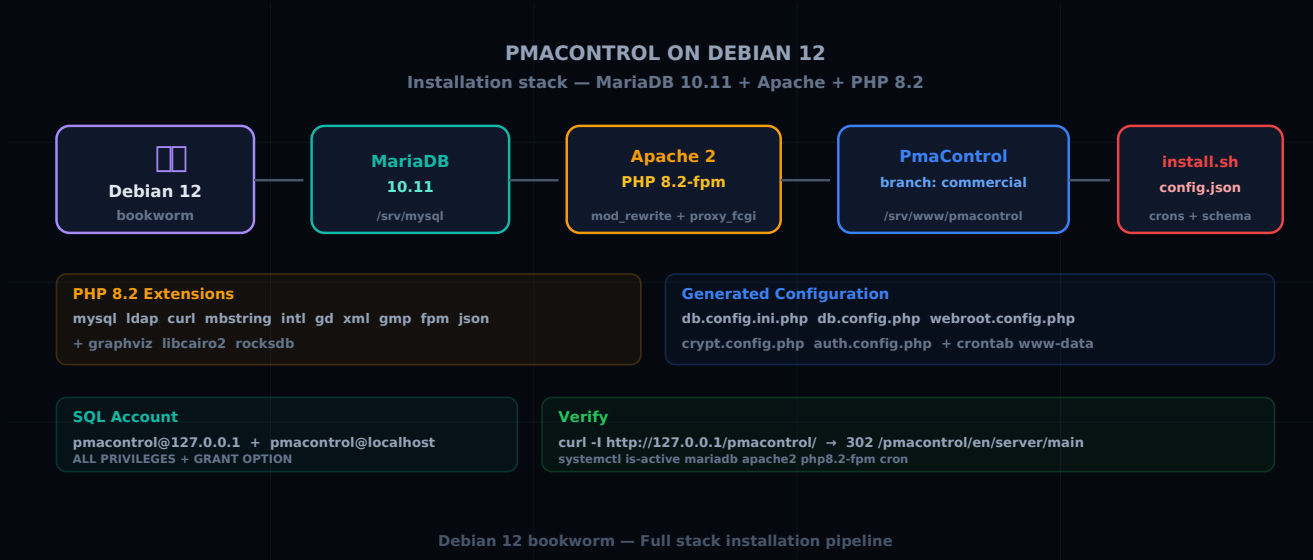 PMACONTROL ON DEBIAN 12
Installation stack — MariaDB 10.11 + Apache + PHP 8.2
Debian 12
bookworm
MariaDB
10.11
/srv/mysql
Apache 2
PHP 8.2-fpm
mod_rewrite + proxy_fcgi
PmaControl
branch: commercial
/srv/www/pmacontrol
install.sh
config.json
crons + schema
PHP 8.2 Extensions
mysql ldap curl mbstring intl gd xml gmp fpm json
+ graphviz libcairo2 rocksdb
Generated Configuration
db.config.ini.php db.config.php webroot.config.php
crypt.config.php auth.config.php + crontab www-data
SQL Account
pmacontrol@127.0.0.1 + pmacontrol@localhost
ALL PRIVILEGES + GRANT OPTION
Verify
curl -I http://127.0.0.1/pmacontrol/ → 302 /pmacontrol/en/server/main
systemctl is-active mariadb apache2 php8.2-fpm cron
Debian 12 bookworm — Full stack installation pipeline